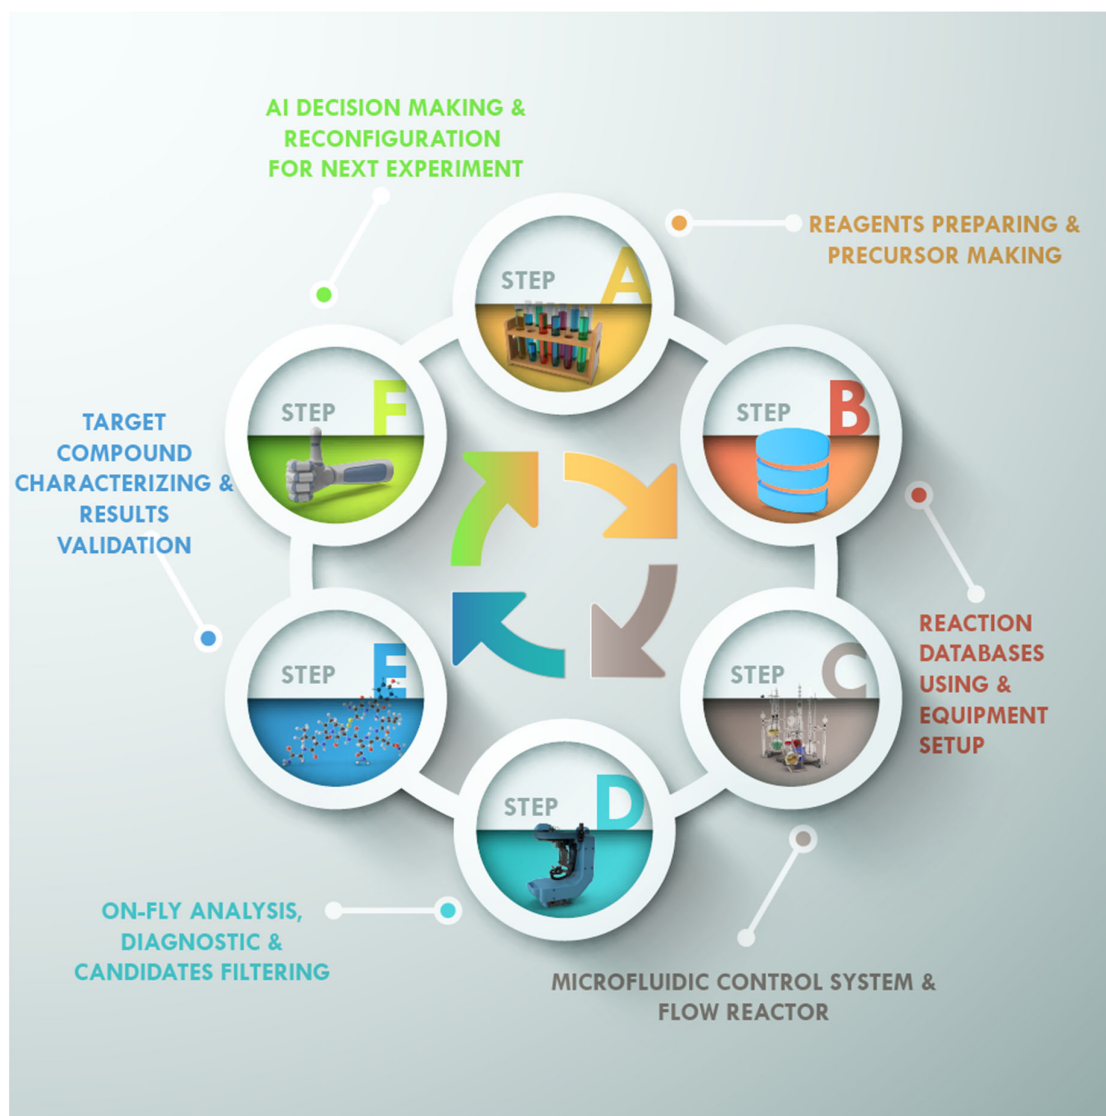 AI DECISION MAKING &
RECONFIGURATION
FOR NEXT EXPERIMENT
REAGENTS PREPARING &
PRECURSOR MAKING
STEP A
STEP B
STEP F
TARGET
COMPOUND
CHARACTERIZING &
RESULTS
VALIDATION
REACTION
DATABASES
USING &
EQUIPMENT
SETUP
STEP C
STEP E
STEP D
ON-FLY ANALYSIS,
DIAGNOSTIC &
CANDIDATES FILTERING
MICROFLUIDIC CONTROL SYSTEM &
FLOW REACTOR